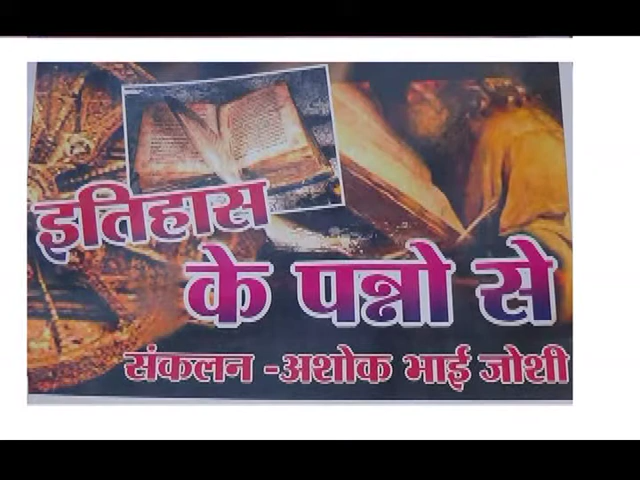 इतिहास
के पन्नो से
संकलन -अशोक भाई जोशी